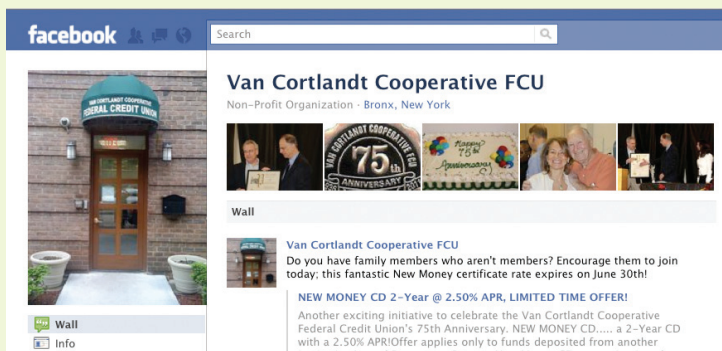 facebook
Search
VAN CORTLANDT COOPERATIVE
FEDERAL CREDIT UNION
Van Cortlandt Cooperative FCU
Non-Profit Organization · Bronx, New York
VAN CORTLANDT COOPERATIVE FCU
75th
ANNIVERSARY
Happy
75th
Anniversary
Wall
Van Cortlandt Cooperative FCU
Do you have family members who aren't members? Encourage them to join
today; this fantastic New Money certificate rate expires on June 30th!
NEW MONEY CD 2-Year @ 2.50% APR, LIMITED TIME OFFER!
Another exciting initiative to celebrate the Van Cortlandt Cooperative
Federal Credit Union's 75th Anniversary. NEW MONEY CD..... a 2-Year CD
with a 2.50% APR!Offer applies only to funds deposited from another
Wall
Info